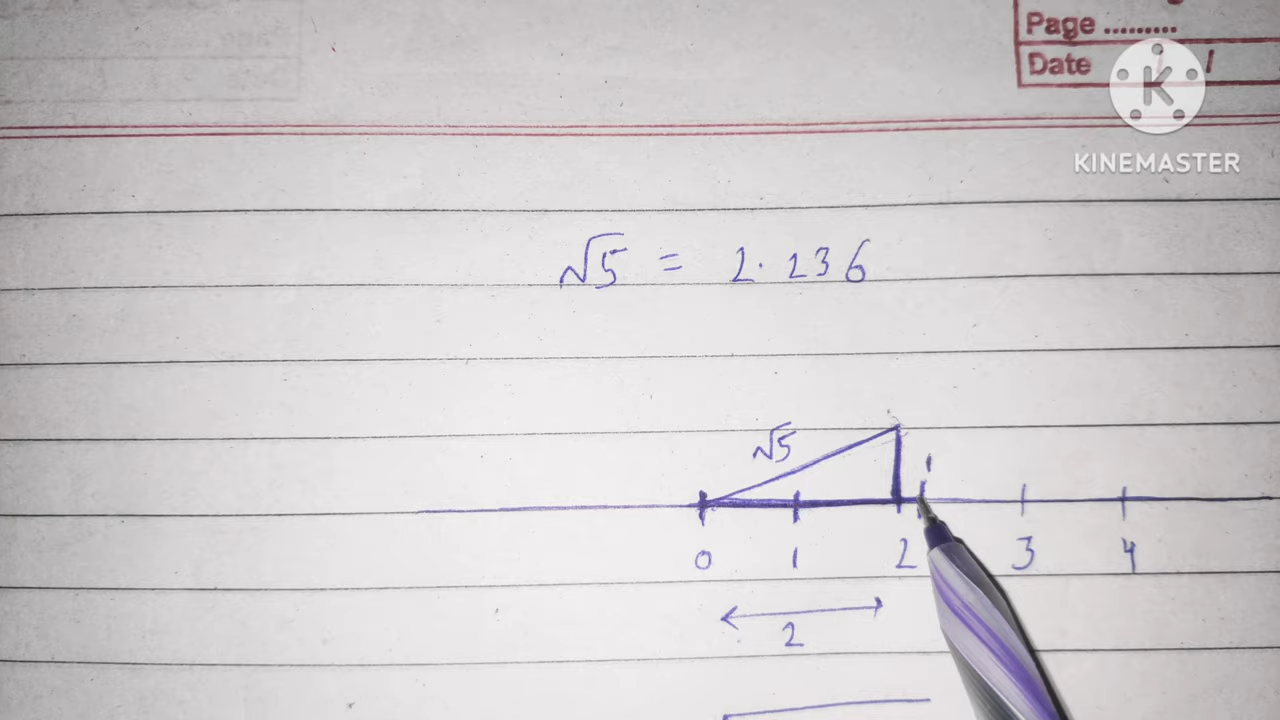 Page .........
Date / /
KINEMASTER
√5 = 2.236
√5
0 1 2 3 4
2